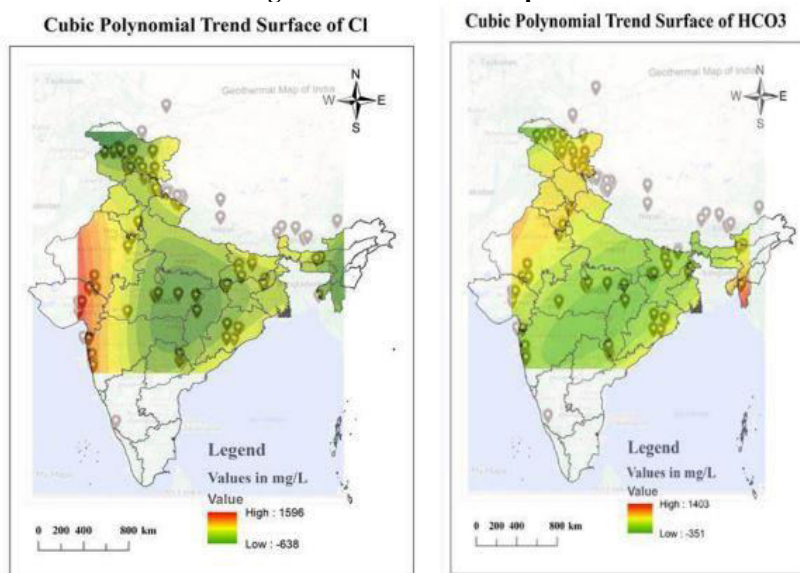 Cubic Polynomial Trend Surface of Cl
Geothermal Map of India
N
W E
S
Legend
Values in mg/L
Value
High : 1596
Low : -638
0 200 400 800 km
Cubic Polynomial Trend Surface of HCO3
Geothermal Map of India
N
W E
S
Legend
Values in mg/L
Value
High : 1403
Low : -351
0 200 400 800 km